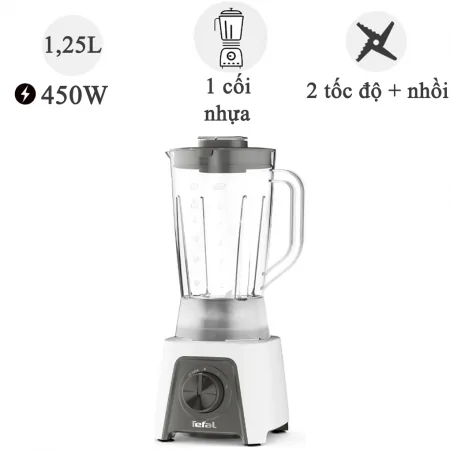 1,25L
450W
1 cối
nhựa
2 tốc độ + nhồi
Tefal